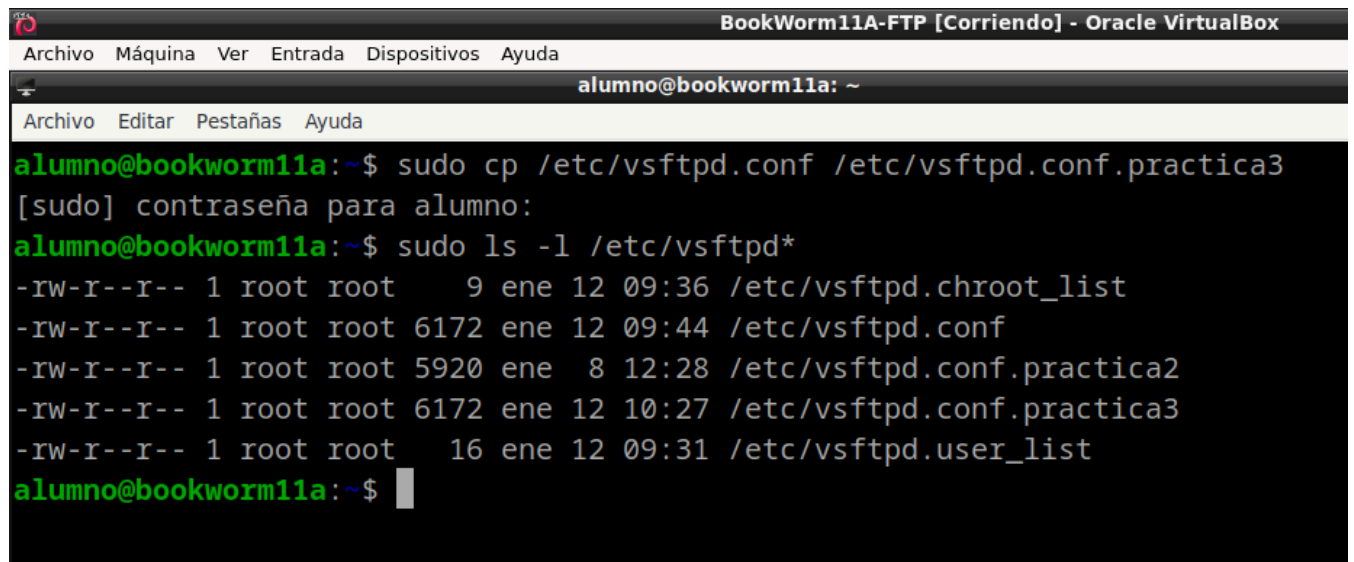 BookWorm11A-FTP [Corriendo] - Oracle VirtualBox
Archivo Máquina Ver Entrada Dispositivos Ayuda
alumno@bookworm11a: ~
Archivo Editar Pestañas Ayuda
alumno@bookworm11a:~$ sudo cp /etc/vsftpd.conf /etc/vsftpd.conf.practica3
[sudo] contraseña para alumno:
alumno@bookworm11a:~$ sudo ls -l /etc/vsftpd*
-rw-r--r-- 1 root root    9 ene 12 09:36 /etc/vsftpd.chroot_list
-rw-r--r-- 1 root root 6172 ene 12 09:44 /etc/vsftpd.conf
-rw-r--r-- 1 root root 5920 ene  8 12:28 /etc/vsftpd.conf.practica2
-rw-r--r-- 1 root root 6172 ene 12 10:27 /etc/vsftpd.conf.practica3
-rw-r--r-- 1 root root   16 ene 12 09:31 /etc/vsftpd.user_list
alumno@bookworm11a:~$